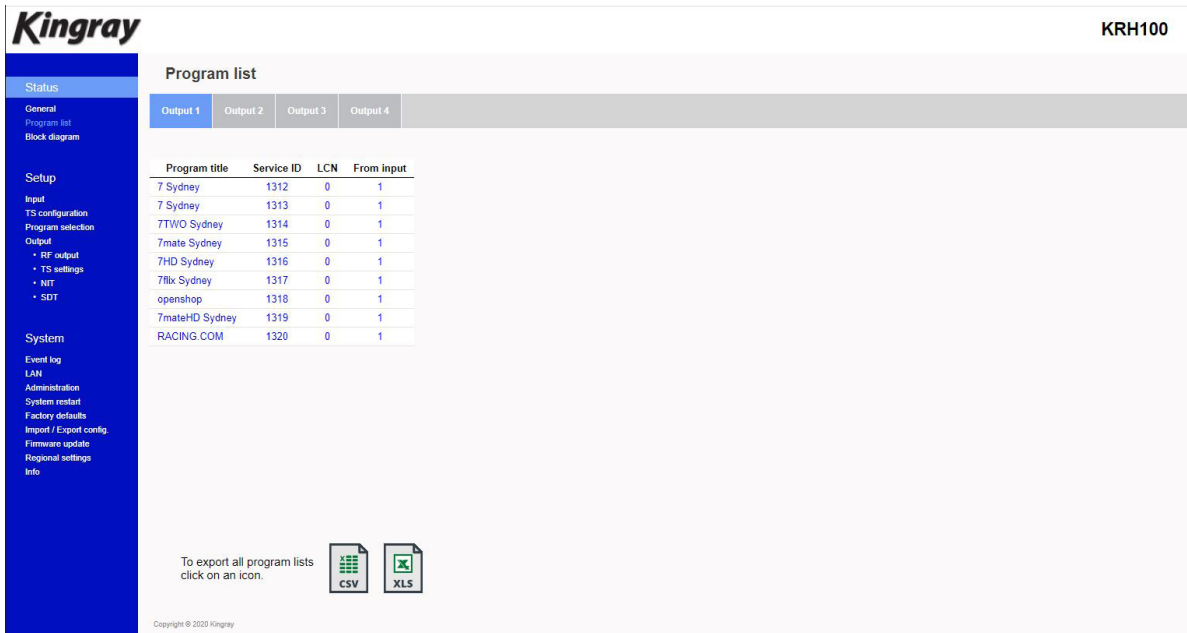 Kingray
KRH100
Status
General
Program list
Block diagram
Setup
Input
TS configuration
Program selection
Output
• RF output
• TS settings
• NIT
• SDT
System
Event log
LAN
Administration
System restart
Factory defaults
Import / Export config.
Firmware update
Regional settings
Info
Program list
Output 1 Output 2 Output 3 Output 4
Program title Service ID LCN From input
7 Sydney 1312 0 1
7 Sydney 1313 0 1
7TWO Sydney 1314 0 1
7mate Sydney 1315 0 1
7HD Sydney 1316 0 1
7flix Sydney 1317 0 1
openshop 1318 0 1
7mateHD Sydney 1319 0 1
RACING.COM 1320 0 1
To export all program lists
click on an icon.
X
CSV
X
XLS
Copyright © 2020 Kingray